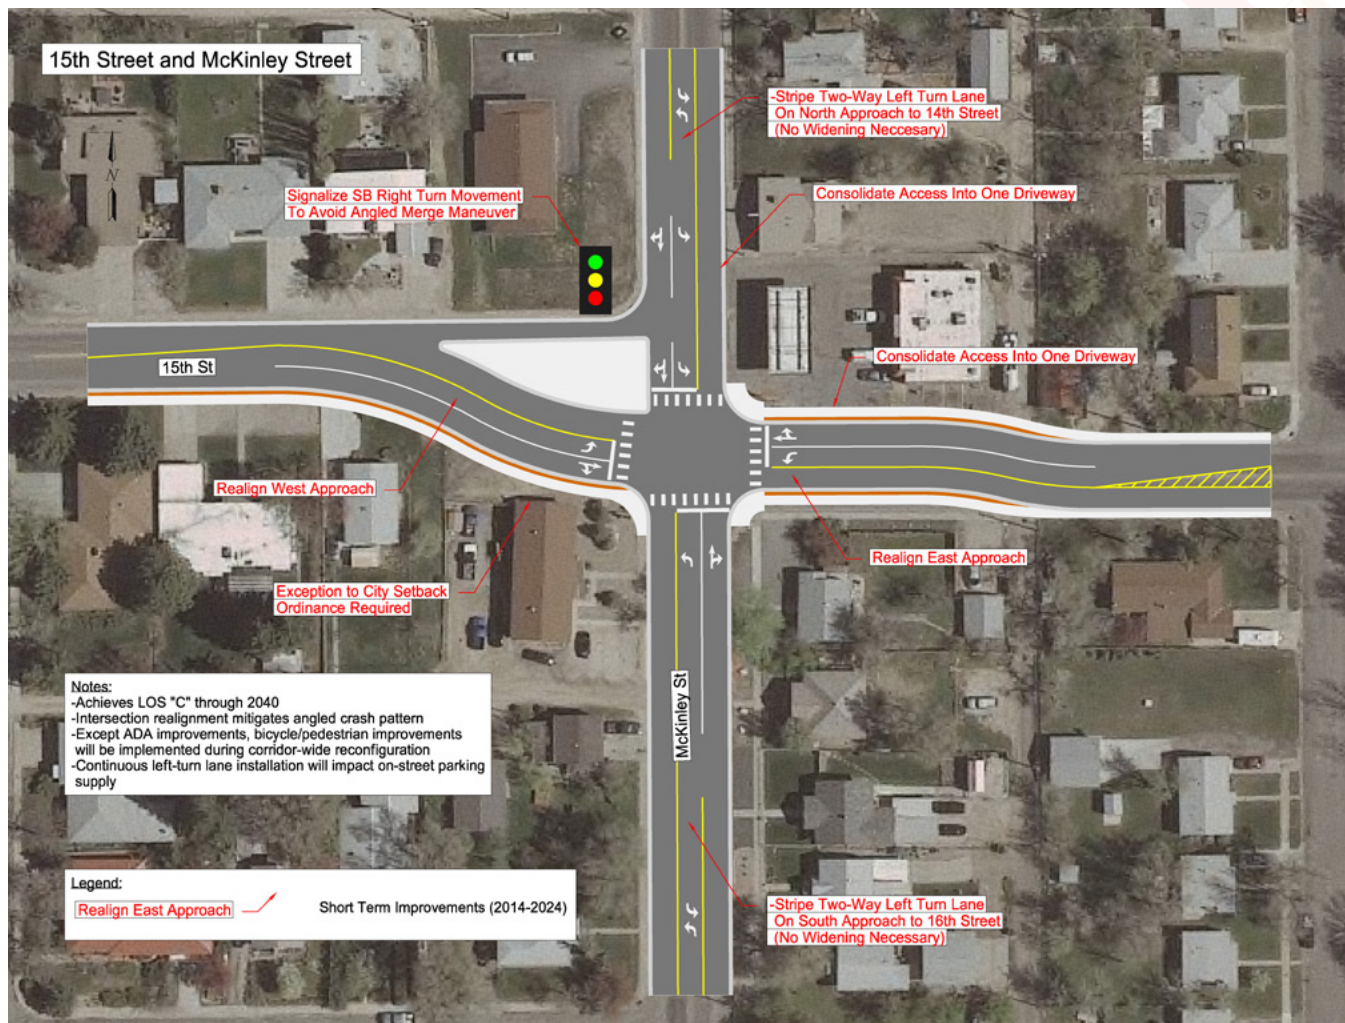 15th Street and McKinley Street
N
-Stripe Two-Way Left Turn Lane
On North Approach to 14th Street
(No Widening Neccesary)
Signalize SB Right Turn Movement
To Avoid Angled Merge Maneuver
Consolidate Access Into One Driveway
Consolidate Access Into One Driveway
15th St
Realign West Approach
Realign East Approach
Exception to City Setback
Ordinance Required
McKinley St
Notes:
-Achieves LOS "C" through 2040
-Intersection realignment mitigates angled crash pattern
-Except ADA improvements, bicycle/pedestrian improvements
will be implemented during corridor-wide reconfiguration
-Continuous left-turn lane installation will impact on-street parking
supply
Legend:
Realign East Approach
Short Term Improvements (2014-2024)
-Stripe Two-Way Left Turn Lane
On South Approach to 16th Street
(No Widening Necessary)